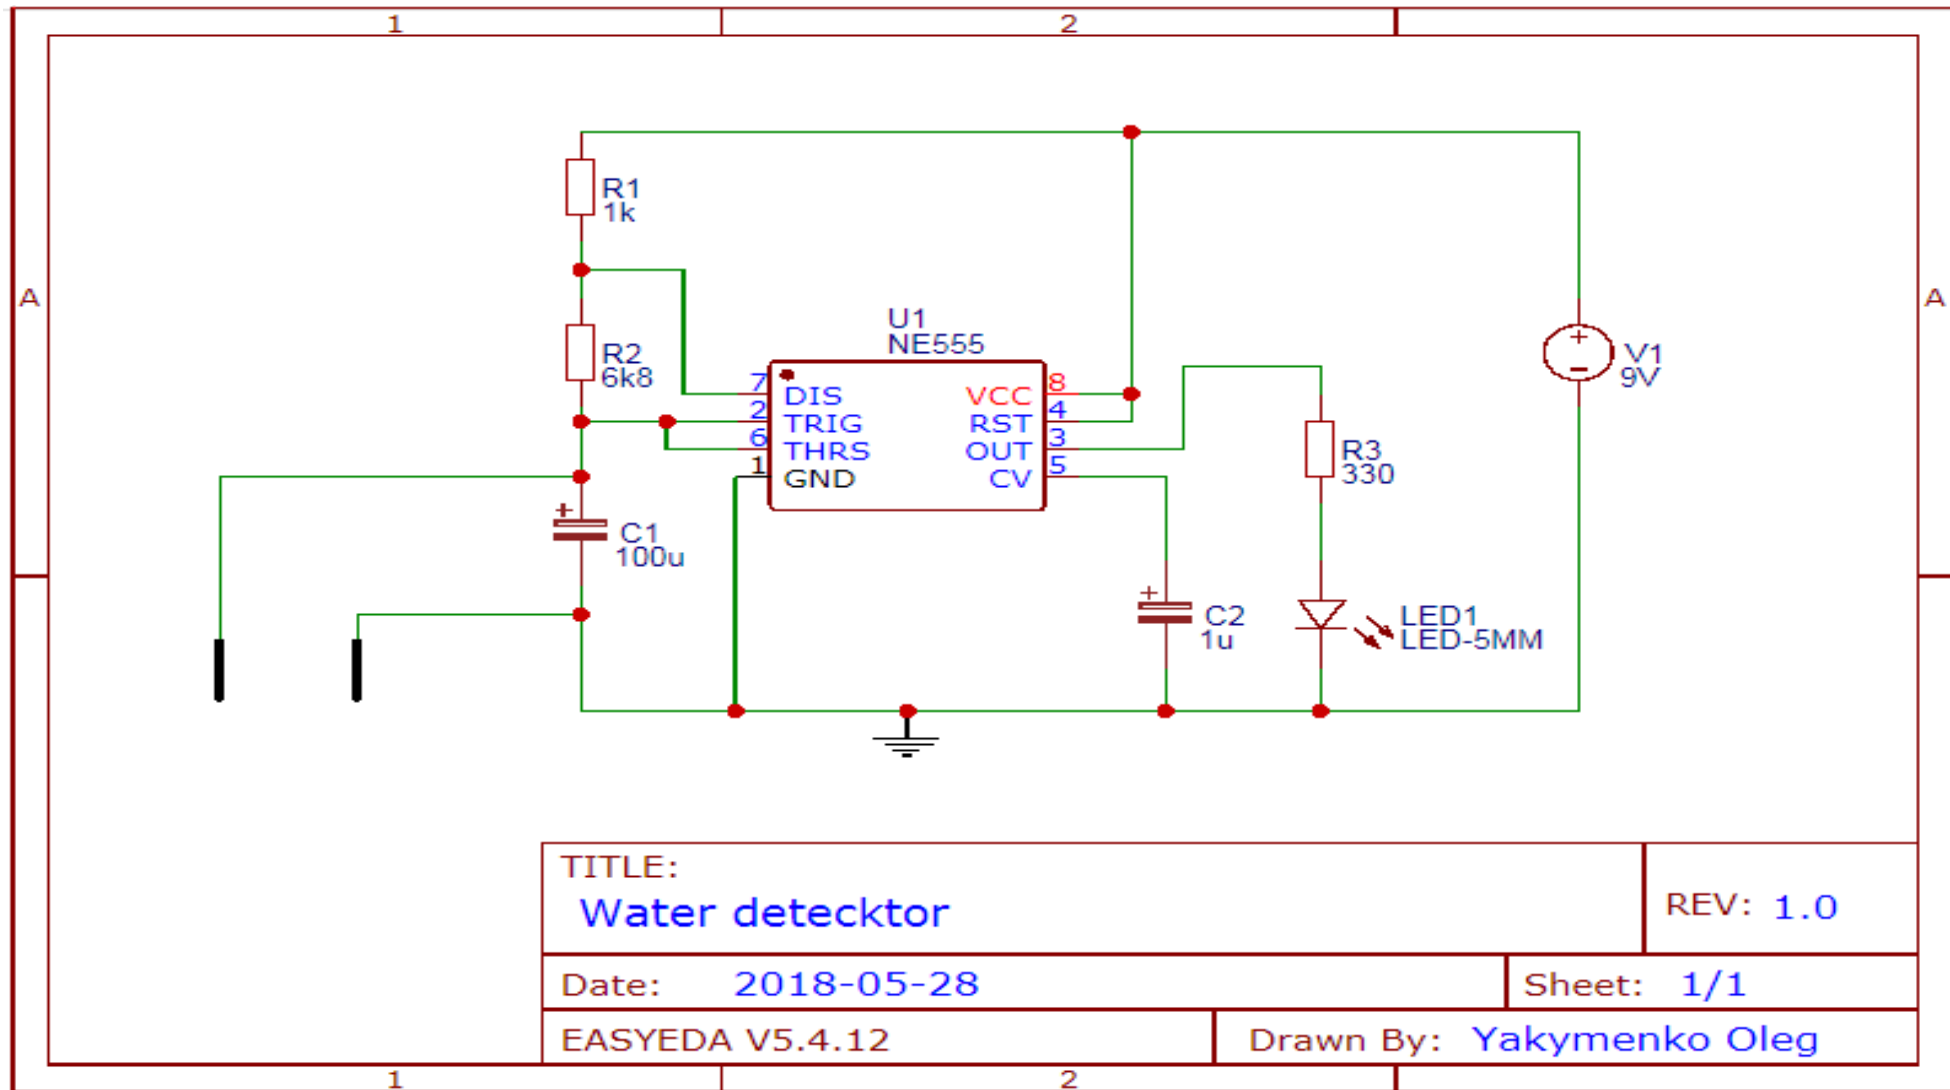 1
2
A
A
R1
1k
R2
6k8
U1
NE555
7
DIS
2
TRIG
6
THRS
1
GND
VCC
8
RST
4
OUT
3
CV
5
+
V1
9V
R3
330
+
C1
100u
+
C2
1u
LED1
LED-5MM
TITLE:
Water detecktor
REV: 1.0
Date: 2018-05-28
Sheet: 1/1
EASYEDA V5.4.12
Drawn By: Yakymenko Oleg
1
2